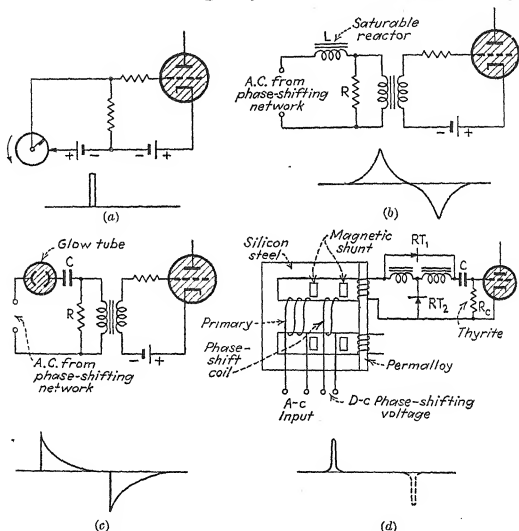 Saturable
reactor
L
A.C. from
phase-shifting
network
R
+ - - +
- +
(a)
(b)
Glow tube
C
R
A.C. from
phase-shifting
network
- +
(c)
Silicon
steel
Magnetic
shunt
RT1
C
RT2
Rc
Thyrite
Primary
Phase-
shift
coil
Permalloy
A-c
Input
D-c Phase-shifting
voltage
(d)